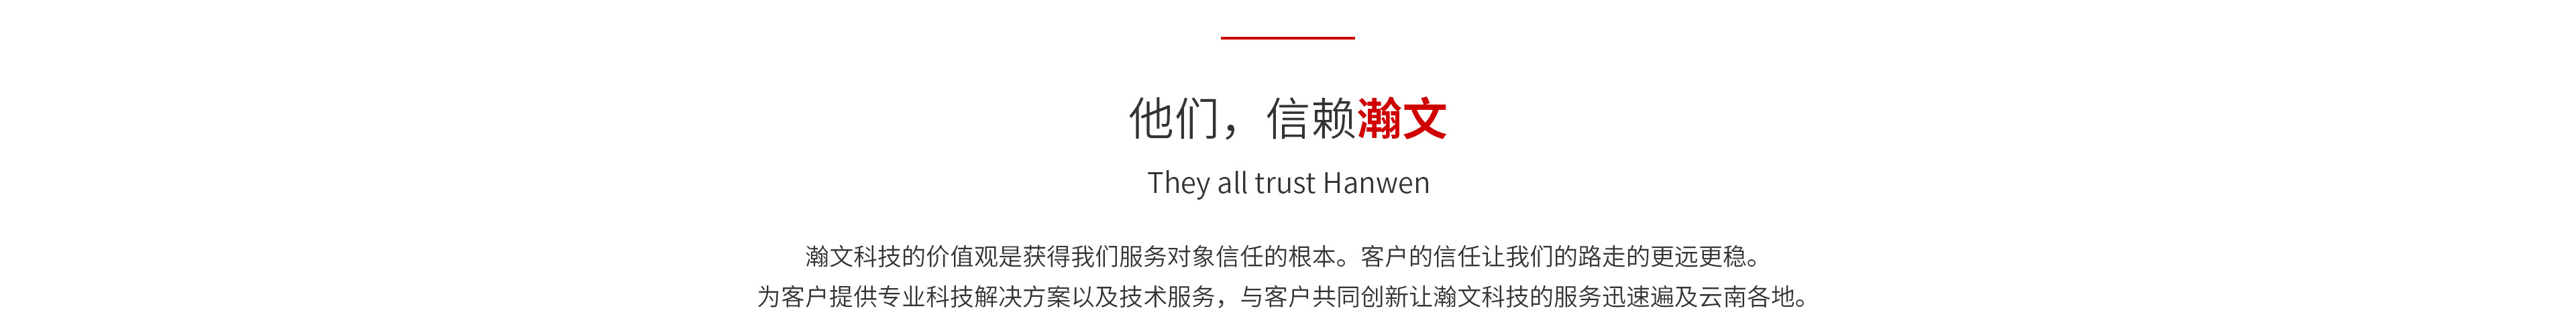 他们，信赖瀚文
They all trust Hanwen
瀚文科技的价值观是获得我们服务对象信任的根本。客户的信任让我们的路走的更远更稳。
为客户提供专业科技解决方案以及技术服务，与客户共同创新让瀚文科技的服务迅速遍及云南各地。